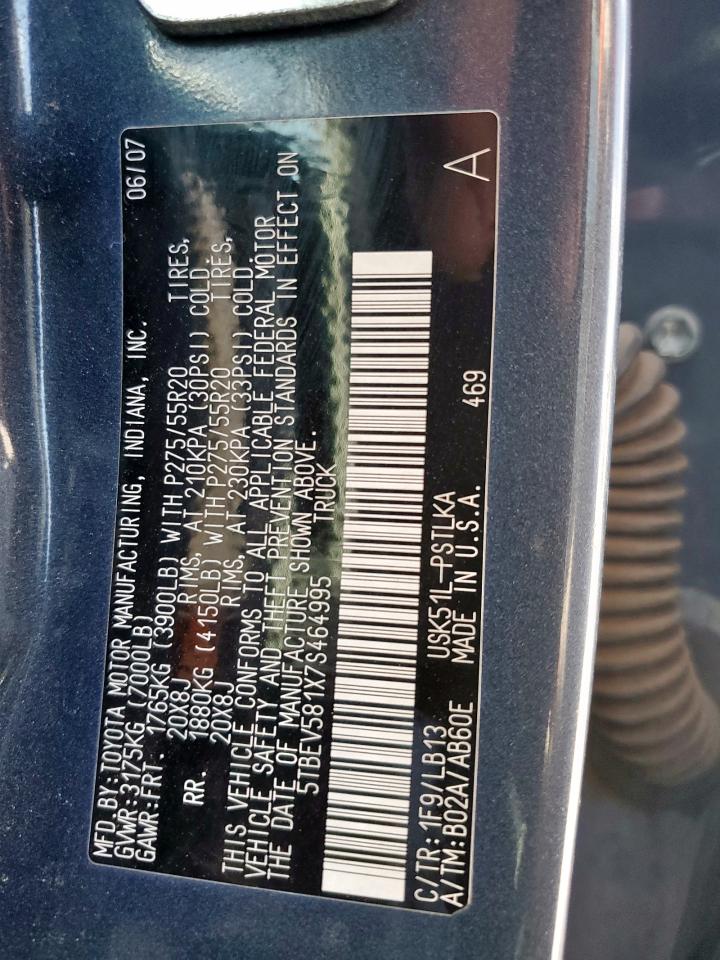 MFD. BY: TOYOTA MOTOR MANUFACTURING, INDIANA, INC. 06/07
GVWR: 3175KG (7000LB)
GAWR: FRT. 1765KG (3900LB) WITH P275/55R20 TIRES,
20X8J RIMS, AT 210KPA (30PSI) COLD.
RR. 1880KG (4150LB) WITH P275/55R20 TIRES,
20X8J RIMS, AT 230KPA (33PSI) COLD.
THIS VEHICLE CONFORMS TO ALL APPLICABLE FEDERAL MOTOR
VEHICLE SAFETY AND THEFT PREVENTION STANDARDS IN EFFECT ON
THE DATE OF MANUFACTURE SHOWN ABOVE.
5TBEV581X7S464995 TRUCK
C/TR: 1F9/LB13 USK51L-PSTLKA 469 A
A/TM: B02A/AB60E MADE IN U.S.A.